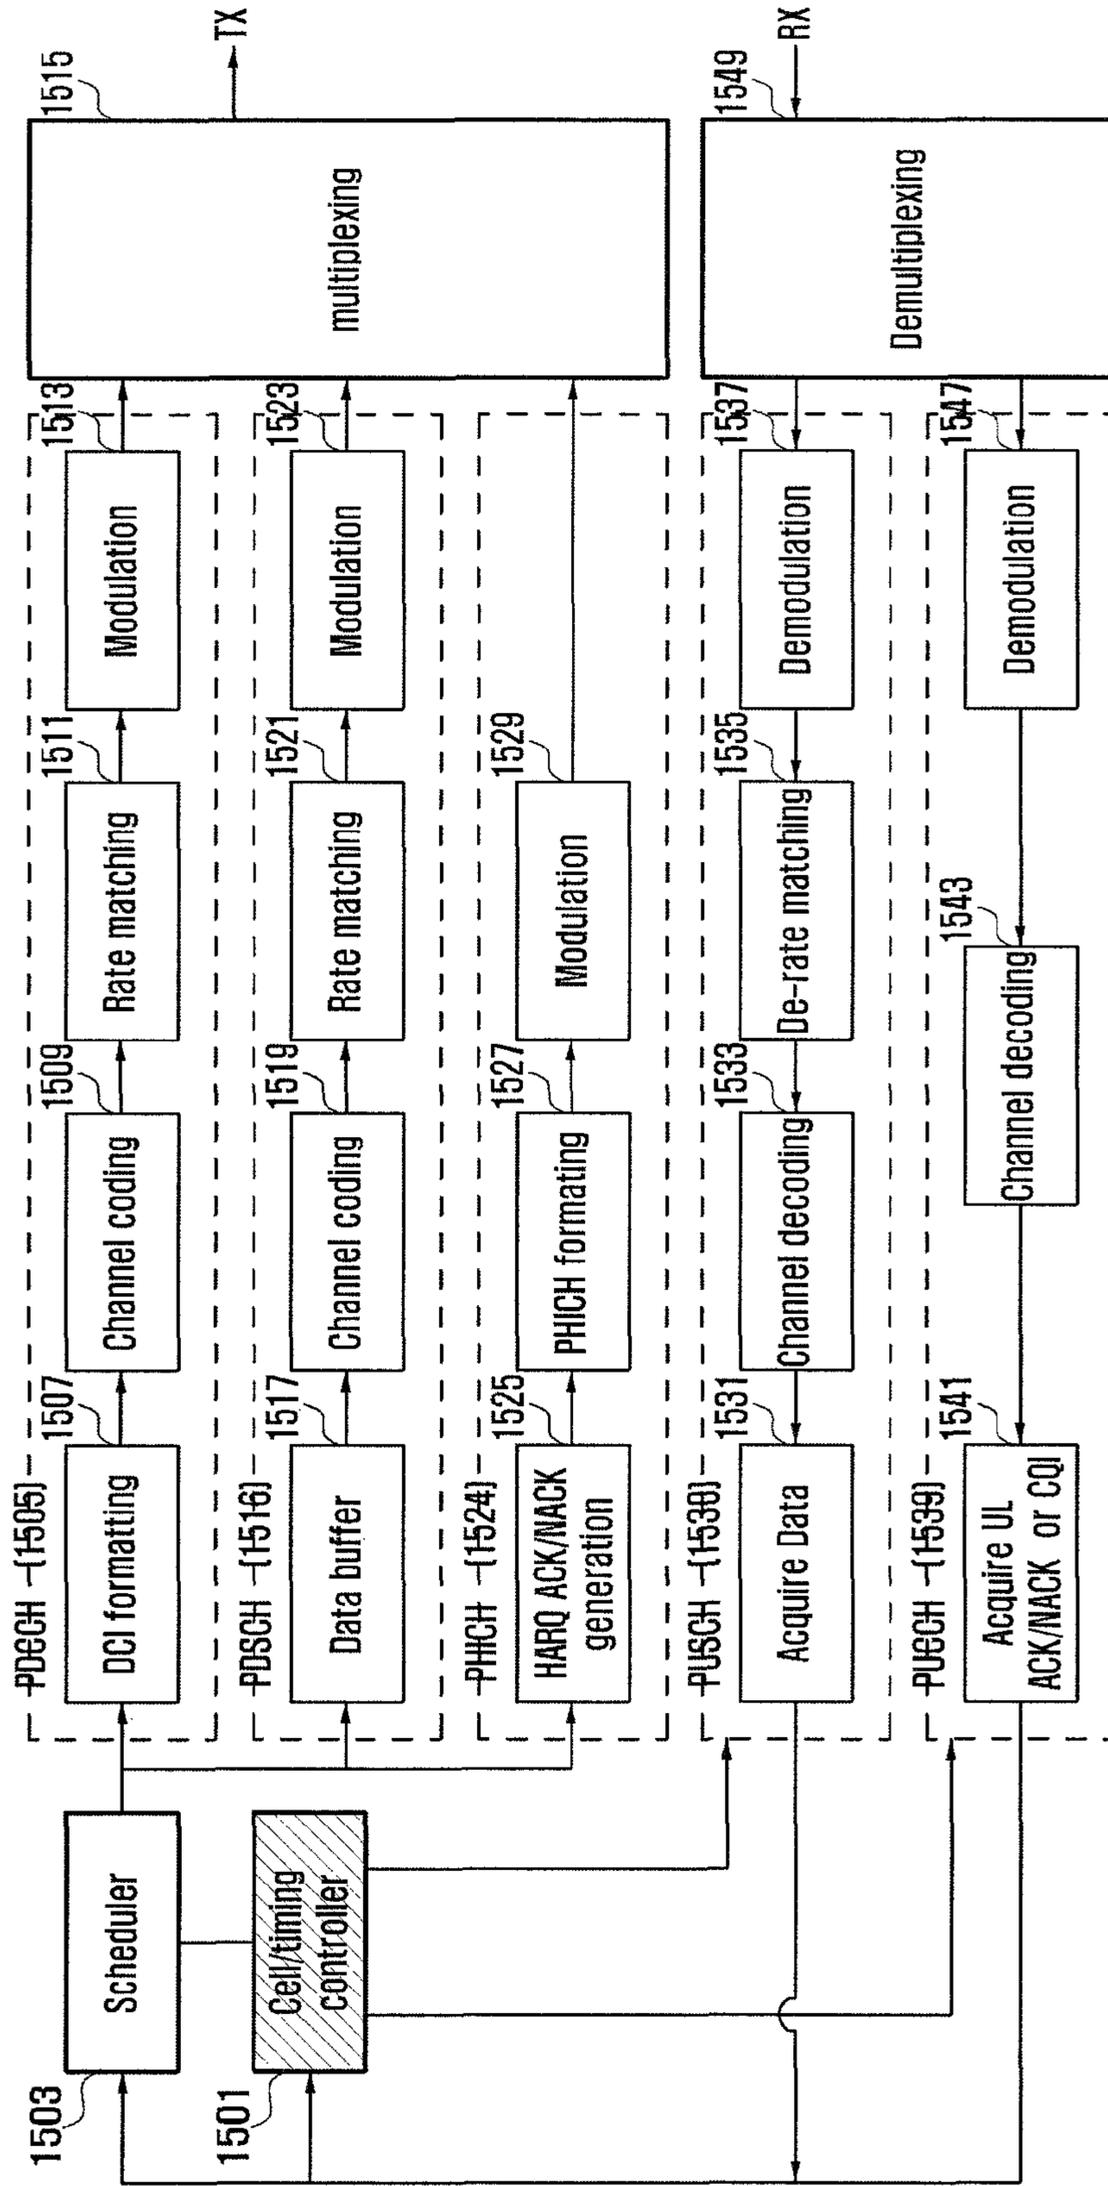 1503
Scheduler
1501
Cell/timing
controller
PDCCH (1505)
1507
DCI formatting
1509
Channel coding
1511
Rate matching
1513
Modulation
PDSCH (1516)
1517
Data buffer
1519
Channel coding
1521
Rate matching
1523
Modulation
PHICH (1524)
1525
HARQ ACK/NACK
generation
1527
PHICH formating
1529
Modulation
1515
multiplexing
TX
PUSCH (1530)
1531
Acquire Data
1533
Channel decoding
1535
De-rate matching
1537
Demodulation
PUCCH (1539)
1541
Acquire UL
ACK/NACK or CQI
1543
Channel decoding
1547
Demodulation
1549
Demultiplexing
RX